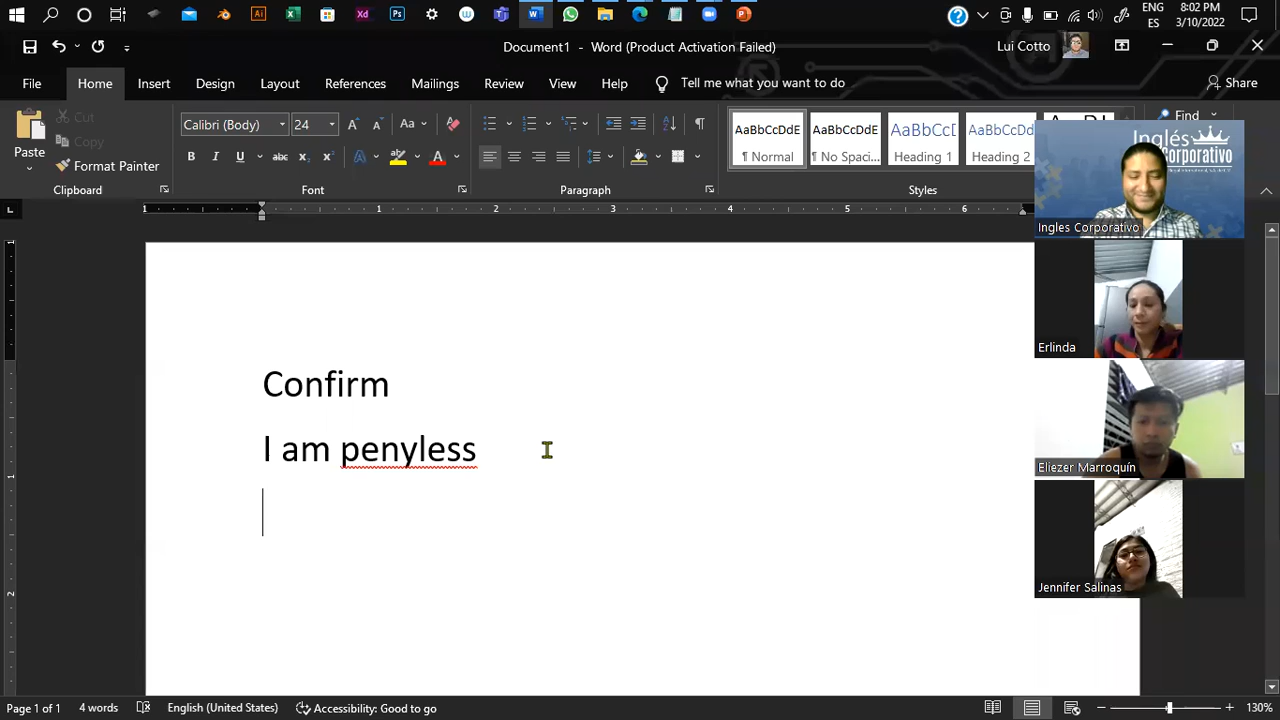 ENG
ES
8:02 PM
3/10/2022
Document1 - Word (Product Activation Failed)
Lui Cotto
File
Home
Insert
Design
Layout
References
Mailings
Review
View
Help
Tell me what you want to do
Share
Paste
Cut
Copy
Format Painter
Clipboard
Calibri (Body)
24
Font
Paragraph
AaBbCcDdE
¶ Normal
AaBbCcDdE
¶ No Spaci...
AaBbC
Heading 1
AaBbCcD
Heading 2
Styles
Find
Confirm
I am penyless
Inglés
Corporativo
Ingles Corporativo
Erlinda
Eliezer Marroquín
Jennifer Salinas
Page 1 of 1
4 words
English (United States)
Accessibility: Good to go
130%